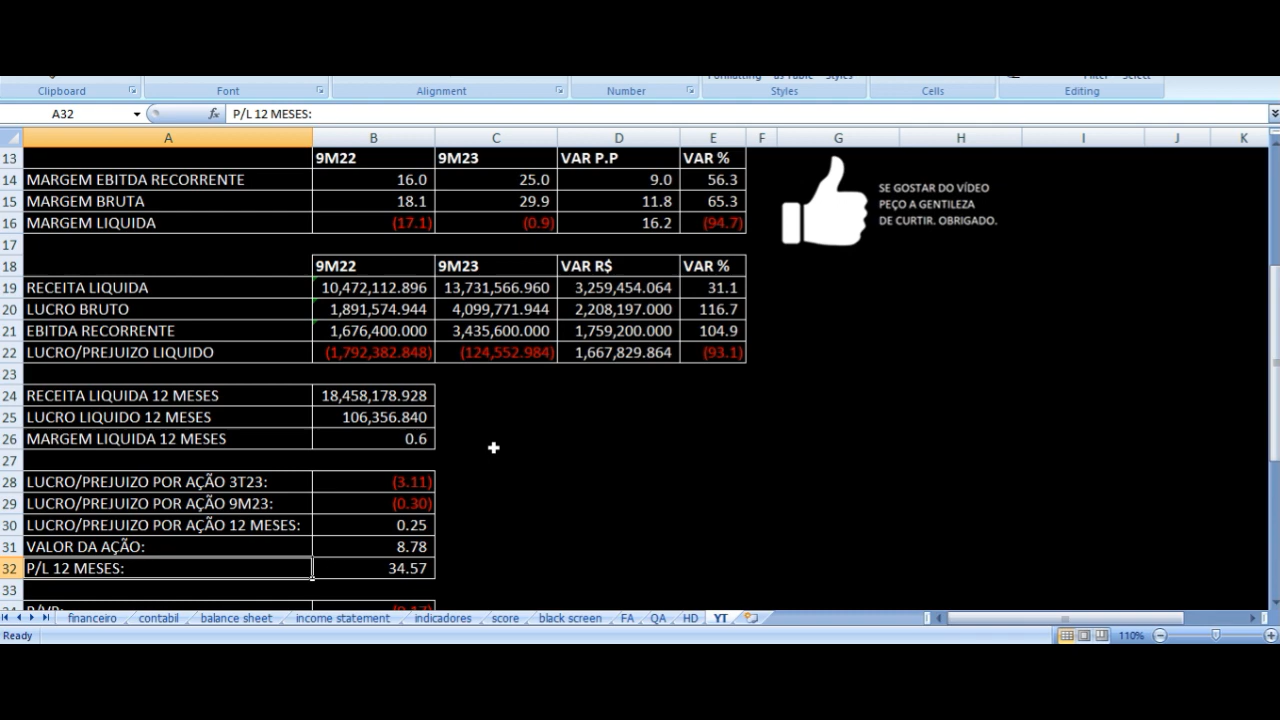 Clipboard Font Alignment Number Styles Cells Editing
A32 fx P/L 12 MESES:
A B C D E F G H I J K
13 9M22 9M23 VAR P.P VAR %
14 MARGEM EBITDA RECORRENTE 16.0 25.0 9.0 56.3
15 MARGEM BRUTA 18.1 29.9 11.8 65.3
16 MARGEM LIQUIDA (17.1) (0.9) 16.2 (94.7)
SE GOSTAR DO VÍDEO
PEÇO A GENTILEZA
DE CURTIR. OBRIGADO.
17
18 9M22 9M23 VAR R$ VAR %
19 RECEITA LIQUIDA 10,472,112.896 13,731,566.960 3,259,454.064 31.1
20 LUCRO BRUTO 1,891,574.944 4,099,771.944 2,208,197.000 116.7
21 EBITDA RECORRENTE 1,676,400.000 3,435,600.000 1,759,200.000 104.9
22 LUCRO/PREJUIZO LIQUIDO (1,792,382.848) (124,552.984) 1,667,829.864 (93.1)
23
24 RECEITA LIQUIDA 12 MESES 18,458,178.928
25 LUCRO LIQUIDO 12 MESES 106,356.840
26 MARGEM LIQUIDA 12 MESES 0.6
27
28 LUCRO/PREJUIZO POR AÇÃO 3T23: (3.11)
29 LUCRO/PREJUIZO POR AÇÃO 9M23: (0.30)
30 LUCRO/PREJUIZO POR AÇÃO 12 MESES: 0.25
31 VALOR DA AÇÃO: 8.78
32 P/L 12 MESES: 34.57
33
financeiro contabil balance sheet income statement indicadores score black screen FA QA HD YT
Ready 110%